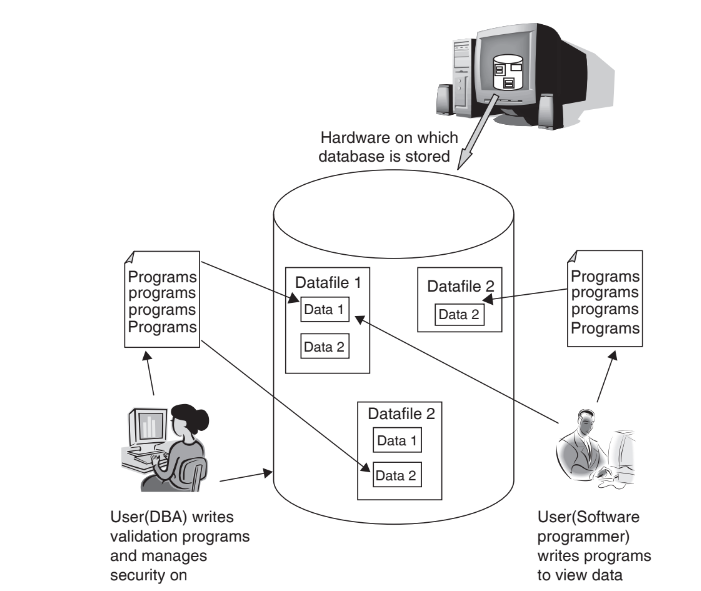 Hardware on which
database is stored
Programs
programs
programs
Programs
Datafile 1
Data 1
Data 2
Datafile 2
Data 2
Programs
programs
programs
Programs
Datafile 2
Data 1
Data 2
User(DBA) writes
validation programs
and manages
security on
User(Software
programmer)
writes programs
to view data